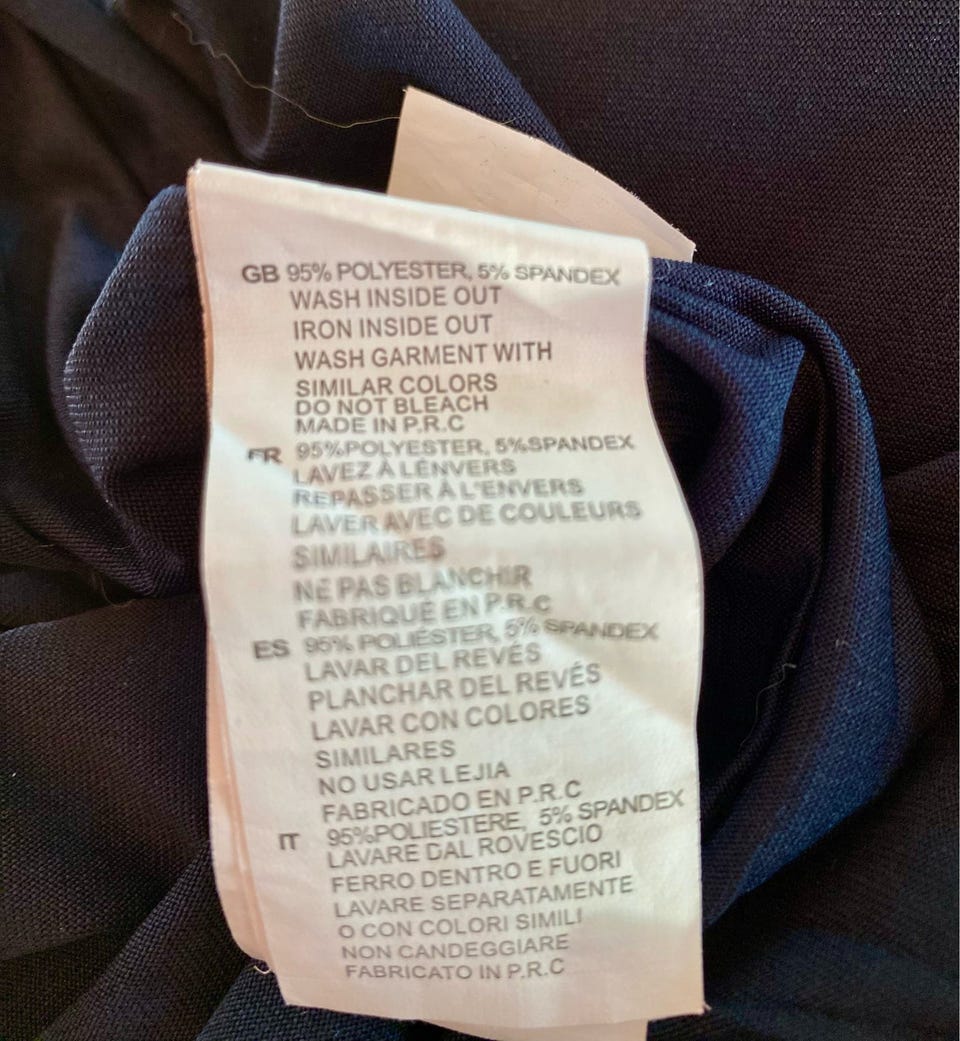 GB 95% POLYESTER, 5% SPANDEX
WASH INSIDE OUT
IRON INSIDE OUT
WASH GARMENT WITH
SIMILAR COLORS
DO NOT BLEACH
MADE IN P.R.C
FR 95%POLYESTER, 5%SPANDEX
LAVEZ À LÉNVERS
REPASSER À L'ENVERS
LAVER AVEC DE COULEURS
SIMILAIRES
NE PAS BLANCHIR
FABRIQUÉ EN P.R.C
ES 95% POLIÉSTER, 5% SPANDEX
LAVAR DEL REVÉS
PLANCHAR DEL REVÉS
LAVAR CON COLORES
SIMILARES
NO USAR LEJIA
FABRICADO EN P.R.C
IT 95%POLIESTERE, 5% SPANDEX
LAVARE DAL ROVESCIO
FERRO DENTRO E FUORI
LAVARE SEPARATAMENTE
O CON COLORI SIMILI
NON CANDEGGIARE
FABRICATO IN P.R.C